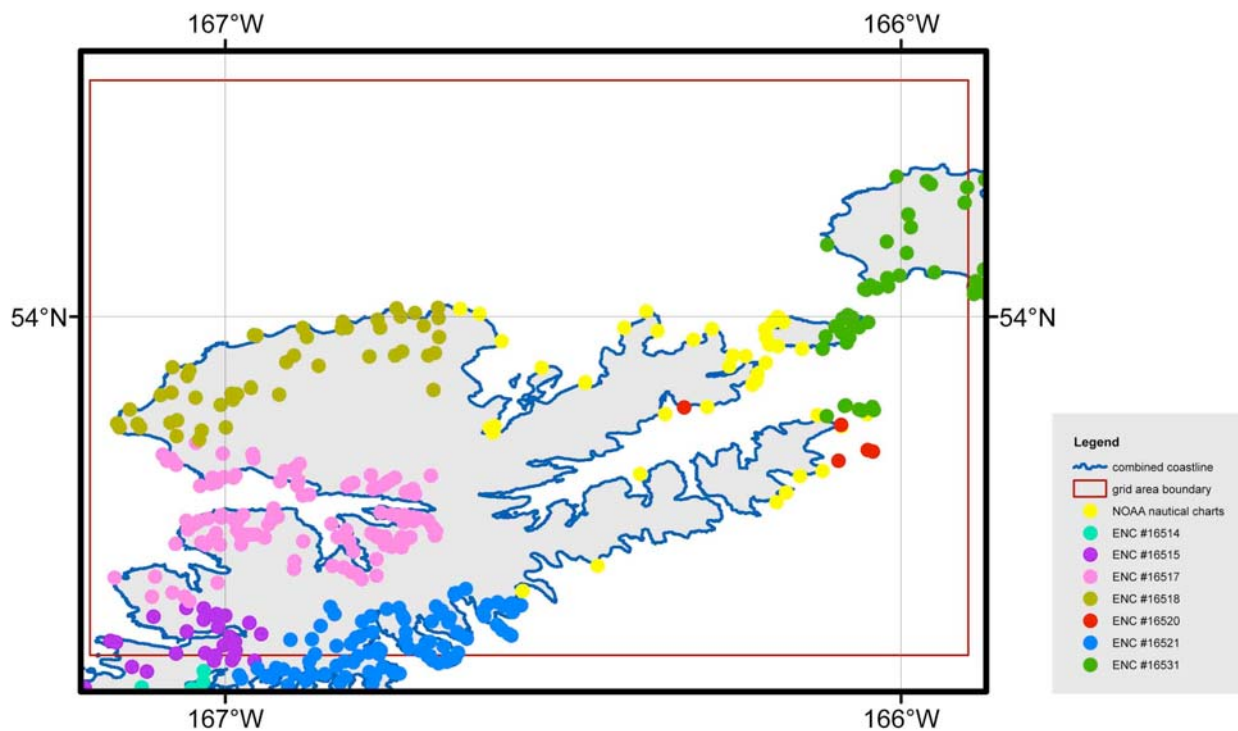 167°W 166°W
54°N 54°N
Legend
combined coastline
grid area boundary
NOAA nautical charts
ENC #16514
ENC #16515
ENC #16517
ENC #16518
ENC #16520
ENC #16521
ENC #16531
167°W 166°W